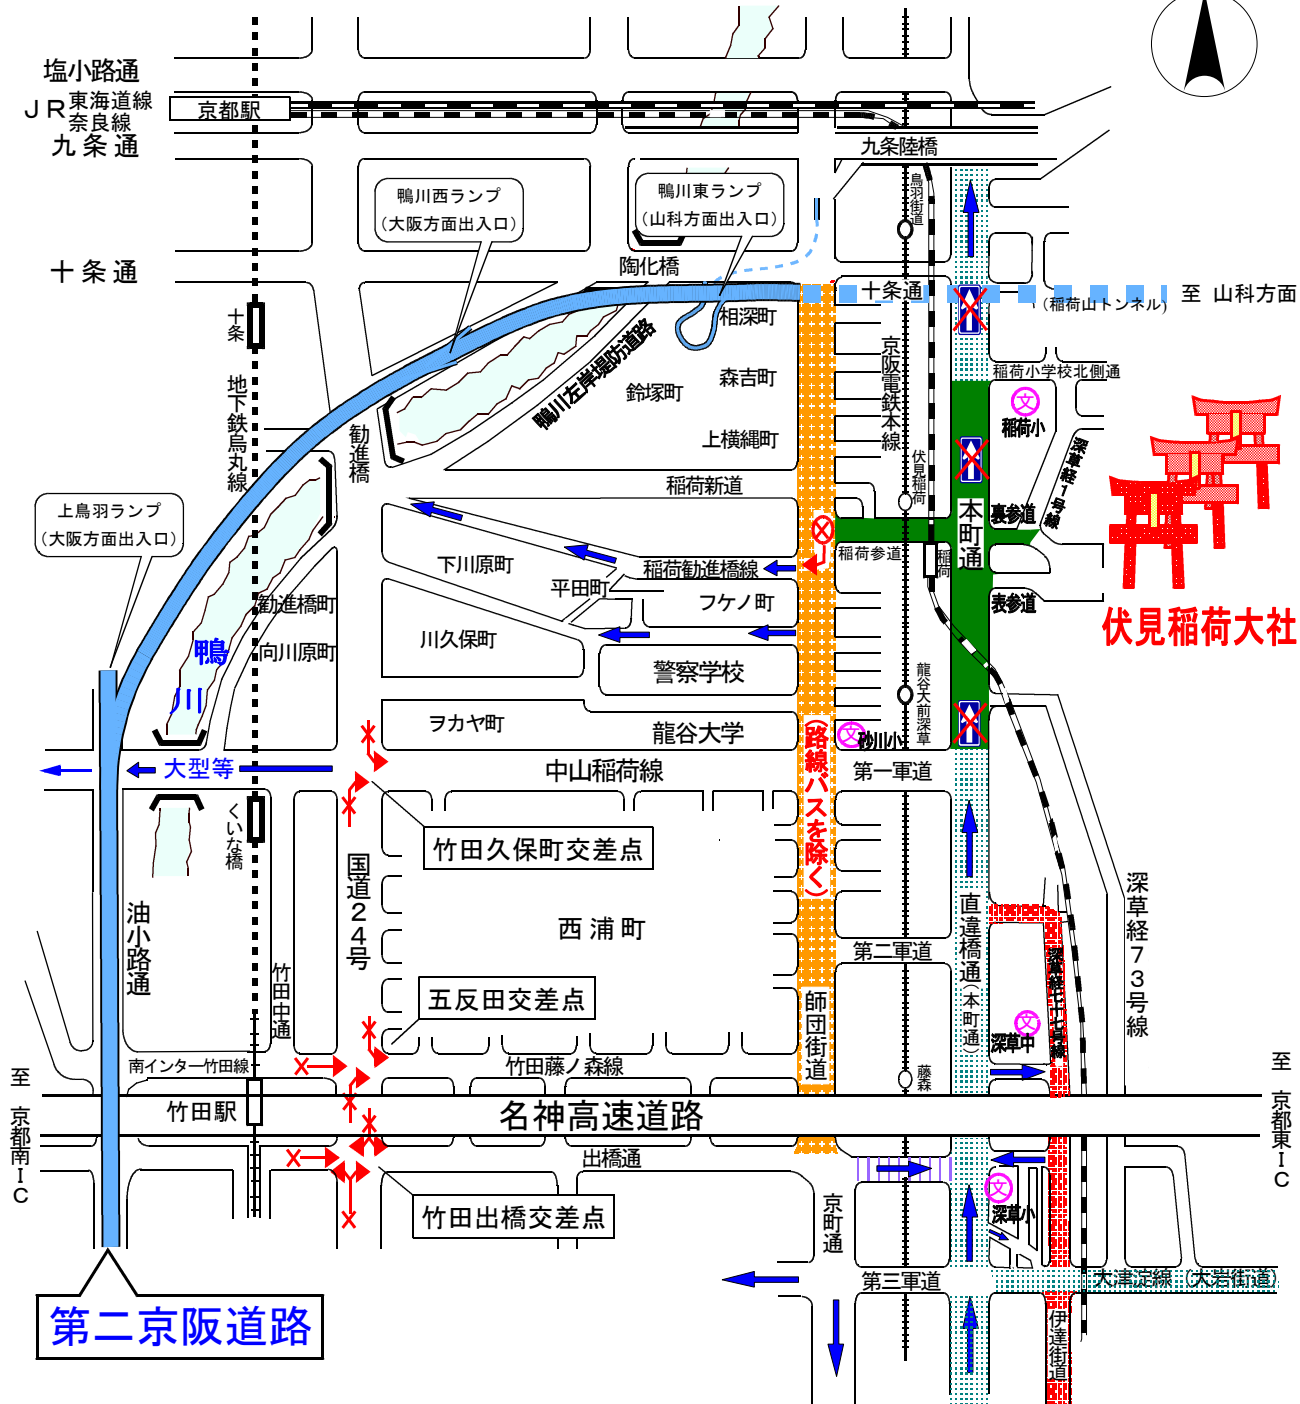 塩小路通
ＪＲ東海道線
奈良線
京都駅
九条通
九条陸橋
鴨川西ランプ
(大阪方面出入口)
鴨川東ランプ
(山科方面出入口)
鳥羽街道
十条通
陶化橋
十条通
至 山科方面
(稲荷山トンネル)
十条
相深町
京阪電鉄本線
稲荷小学校北側通
地下鉄烏丸線
鴨川左岸堤防道路
鈴塚町
森吉町
文
稲荷小
勧進橋
上横縄町
深草経１号線
伏見稲荷
稲荷新道
上鳥羽ランプ
(大阪方面出入口)
本町通
裏参道
下川原町
稲荷勧進橋線
稲荷参道
稲荷
平田町
フケノ町
表参道
伏見稲荷大社
勧進橋町
鴨川
向川原町
川久保町
警察学校
龍谷大前深草
ヲカヤ町
龍谷大学
(路線バスを除く)
文
砂川小
大型等
中山稲荷線
第一軍道
くいな橋
竹田久保町交差点
国道２４号
油小路通
西浦町
直違橋通(本町通)
深草経７３号線
第二軍道
深草経七十七号線
竹田中通
五反田交差点
師団街道
文
深草中
南インター竹田線
竹田藤ノ森線
藤森
至 京都南ＩＣ
竹田駅
名神高速道路
至 京都東ＩＣ
出橋通
文
深草小
竹田出橋交差点
京町通
第三軍道
大津淀線 (大岩街道)
第二京阪道路
伊達街道